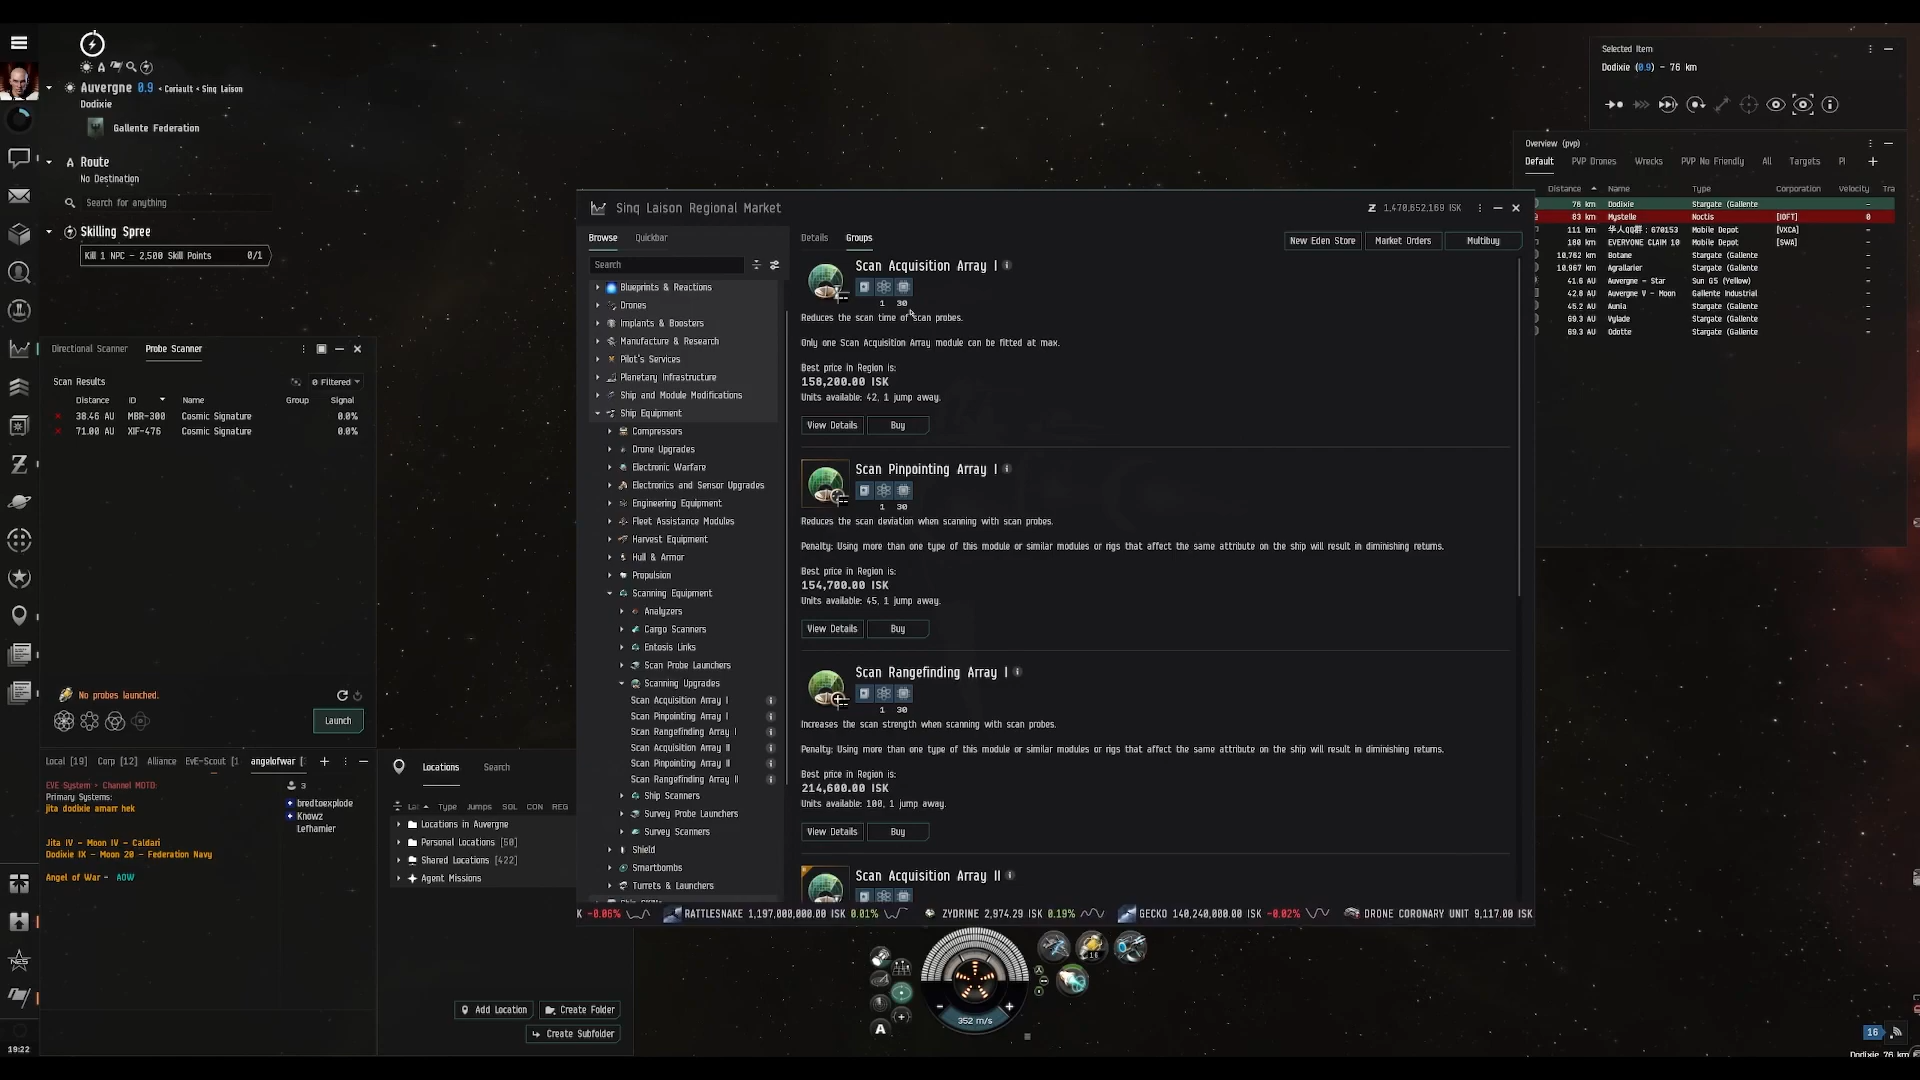 Auvergne 0.9 < Coriault < Sinq Laison
Dodixie
Gallente Federation
Route
No Destination
Search for anything
Skilling Spree
Kill 1 NPC - 2,500 Skill Points 0/1
Directional Scanner Probe Scanner
Scan Results 0 Filtered
Distance ID Name Group Signal
38.46 AU MBR-300 Cosmic Signature 0.0%
71.00 AU XIF-476 Cosmic Signature 0.0%
No probes launched.
Launch
Local [19] Corp [12] Alliance EvE-Scout [1 angelofwar [
EVE System > Channel MOTD:
Primary Systems:
jita dodixie amarr hek
Jita IV - Moon IV - Caldari
Dodixie IX - Moon 20 - Federation Navy
Angel of War - AOW
3
bredtoexplode
Knowz
Lefhamier
19:22
Locations Search
Type Jumps SOL CON REG
Locations in Auvergne
Personal Locations [50]
Shared Locations [422]
Agent Missions
Add Location Create Folder
Create Subfolder
Sinq Laison Regional Market
1,470,652,169 ISK
Browse Quickbar
Search
Blueprints & Reactions
Drones
Implants & Boosters
Manufacture & Research
Pilot's Services
Planetary Infrastructure
Ship and Module Modifications
Ship Equipment
Compressors
Drone Upgrades
Electronic Warfare
Electronics and Sensor Upgrades
Engineering Equipment
Fleet Assistance Modules
Harvest Equipment
Hull & Armor
Propulsion
Scanning Equipment
Analyzers
Cargo Scanners
Entosis Links
Scan Probe Launchers
Scanning Upgrades
Scan Acquisition Array I
Scan Pinpointing Array I
Scan Rangefinding Array I
Scan Acquisition Array II
Scan Pinpointing Array II
Scan Rangefinding Array II
Ship Scanners
Survey Probe Launchers
Survey Scanners
Shield
Smartbombs
Turrets & Launchers
Details Groups
New Eden Store Market Orders Multibuy
Scan Acquisition Array I
1 30
Reduces the scan time of scan probes.
Only one Scan Acquisition Array module can be fitted at max.
Best price in Region is:
158,200.00 ISK
Units available: 42, 1 jump away.
View Details Buy
Scan Pinpointing Array I
1 30
Reduces the scan deviation when scanning with scan probes.
Penalty: Using more than one type of this module or similar modules or rigs that affect the same attribute on the ship will result in diminishing returns.
Best price in Region is:
154,700.00 ISK
Units available: 45, 1 jump away.
View Details Buy
Scan Rangefinding Array I
1 30
Increases the scan strength when scanning with scan probes.
Penalty: Using more than one type of this module or similar modules or rigs that affect the same attribute on the ship will result in diminishing returns.
Best price in Region is:
214,600.00 ISK
Units available: 100, 1 jump away.
View Details Buy
Scan Acquisition Array II
K -0.06% RATTLESNAKE 1,197,000,000.00 ISK 0.01% ZYDRINE 2,974.29 ISK 0.19% GECKO 140,240,000.00 ISK -0.02% DRONE CORONARY UNIT 9,117.00 ISK
352 m/s
A
16
Selected Item
Dodixie (0.9) - 76 km
Overview (pvp)
Default PVP Drones Wrecks PVP No Friendly All Targets Pl
Distance Name Type Corporation Velocity Tra
76 km Dodixie Stargate (Gallente -
83 km Mystelle Noctis [IOFT] 0
111 km 华人QQ群：670153 Mobile Depot [VXCA] -
180 km EVERYONE CLAIM 10 Mobile Depot [SWA] -
10,762 km Botane Stargate (Gallente -
10,967 km Agrallarier Stargate (Gallente -
41.6 AU Auvergne - Star Sun G5 (Yellow) -
42.8 AU Auvergne V - Moon Gallente Industrial -
45.2 AU Aunia Stargate (Gallente -
69.3 AU Vylade Stargate (Gallente -
69.3 AU Odotte Stargate (Gallente -
16
Dodixie 76 km